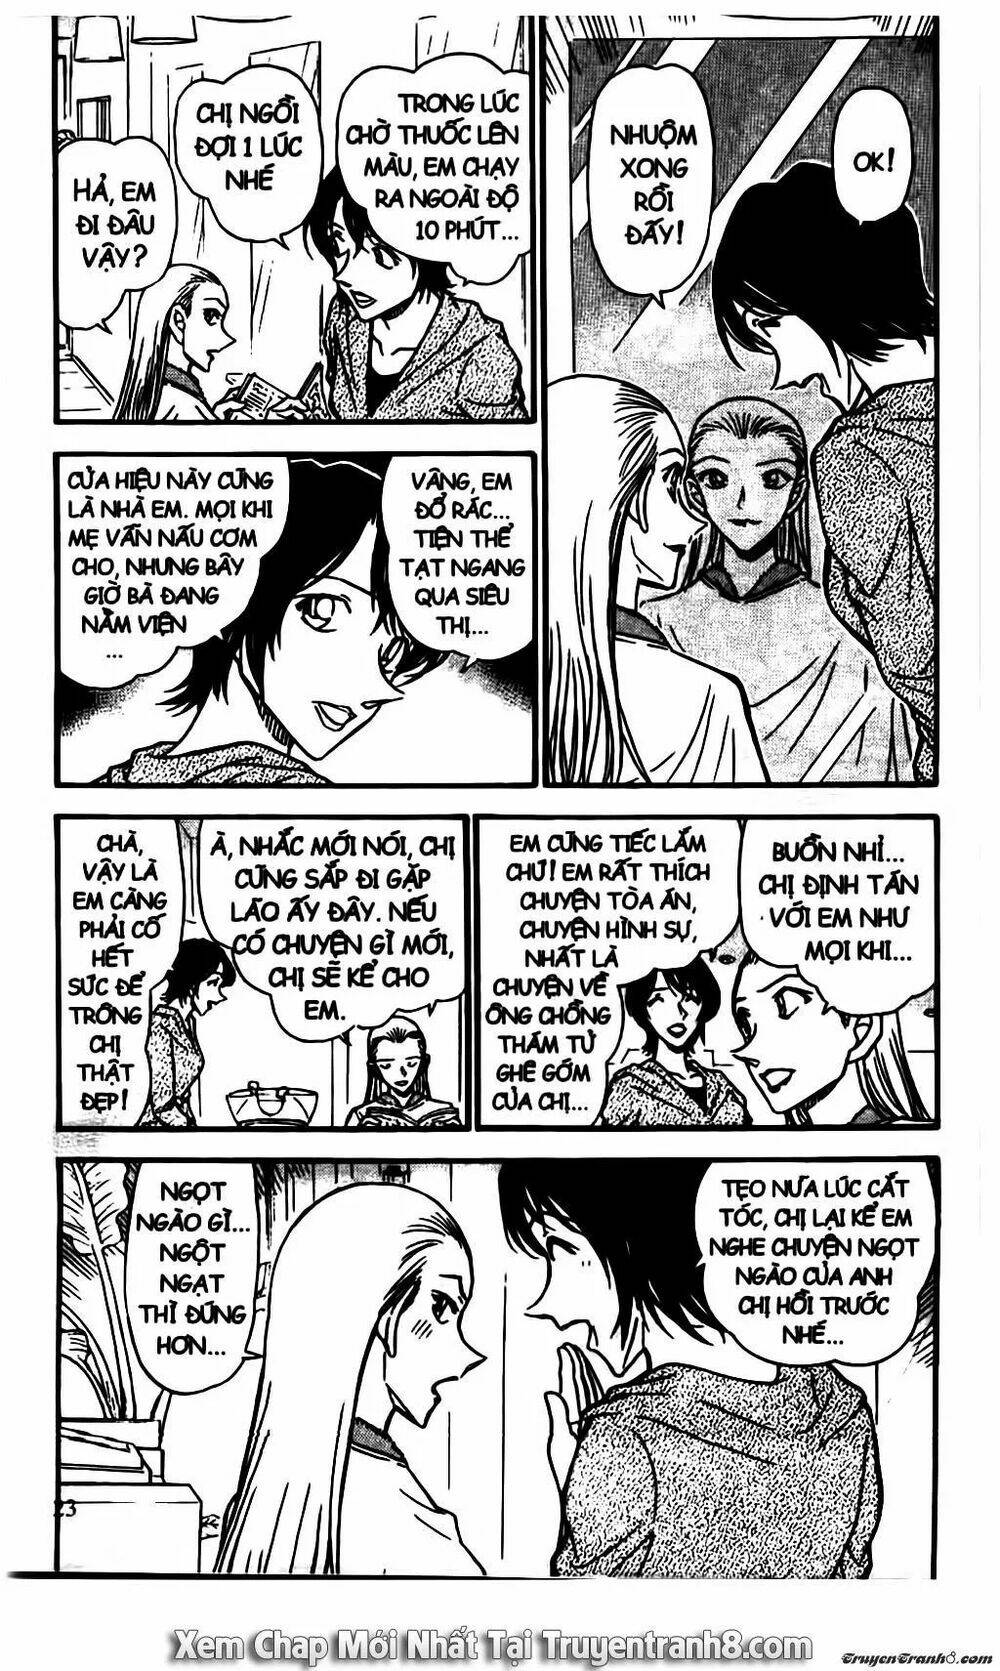 OK!
NHUỘM
XONG
RỒI
ĐẤY!
TRONG LÚC
CHỜ THUỐC LÊN
MÀU, EM CHẠY
RA NGOÀI ĐỘ
10 PHÚT...
CHỊ NGỒI
ĐỢI 1 LÚC
NHÉ
HẢ, EM
ĐI ĐÂU
VẬY?
VÂNG, EM
ĐỔ RÁC...
TIỆN THỂ
TẠT NGANG
QUA SIÊU
THỊ...
CỬA HIỆU NÀY CŨNG
LÀ NHÀ EM. MỌI KHI
MẸ VẪN NẤU CƠM
CHO, NHƯNG BÂY
GIỜ BÀ ĐANG
NẰM VIỆN
...
BUỒN NHỈ...
CHỊ ĐỊNH TÁN
VỚI EM NHƯ
MỌI KHI...
EM CŨNG TIẾC LẮM
CHỨ! EM RẤT THÍCH
CHUYỆN TÒA ÁN,
CHUYỆN HÌNH SỰ,
NHẤT LÀ
CHUYỆN VỀ
ÔNG CHỒNG
THÁM TỬ
GHÊ GỚM
CỦA CHỊ...
À, NHẮC MỚI NÓI, CHỊ
CŨNG SẮP ĐI GẶP
LÃO ẤY ĐÂY. NẾU
CÓ CHUYỆN GÌ MỚI,
CHỊ SẼ KỂ CHO
EM.
CHÀ,
VẬY LÀ
EM CÀNG
PHẢI CỐ
HẾT
SỨC ĐỂ
TRÔNG
CHỊ
THẬT
ĐẸP!
TẸO NƯA LÚC CẮT
TÓC, CHỊ LẠI KỂ EM
NGHE CHUYỆN NGỌT
NGÀO CỦA ANH
CHỊ HỒI TRƯỚC
NHÉ...
NGỌT
NGÀO GÌ...
NGỘT
NGẠT
THÌ ĐÚNG
HƠN...
23
Xem Chap Mới Nhất Tại Truyentranh8.com
TruyenTranh8.com